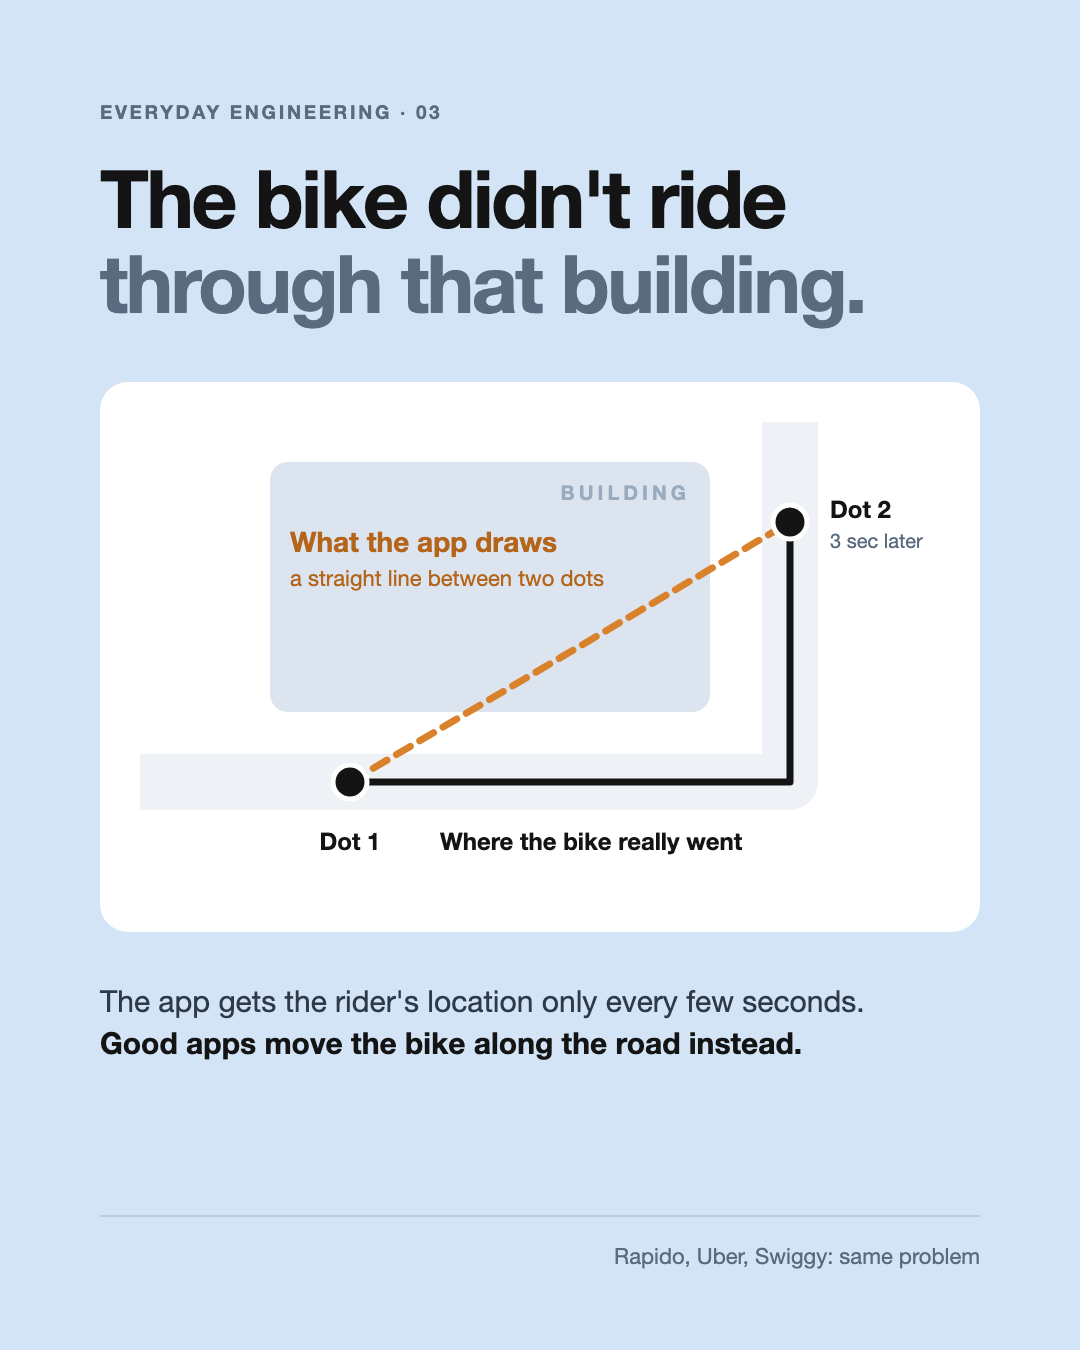 EVERYDAY ENGINEERING · 03
The bike didn't ride
through that building.
BUILDING
What the app draws
a straight line between two dots
Dot 2
3 sec later
Dot 1
Where the bike really went
The app gets the rider's location only every few seconds.
Good apps move the bike along the road instead.
Rapido, Uber, Swiggy: same problem